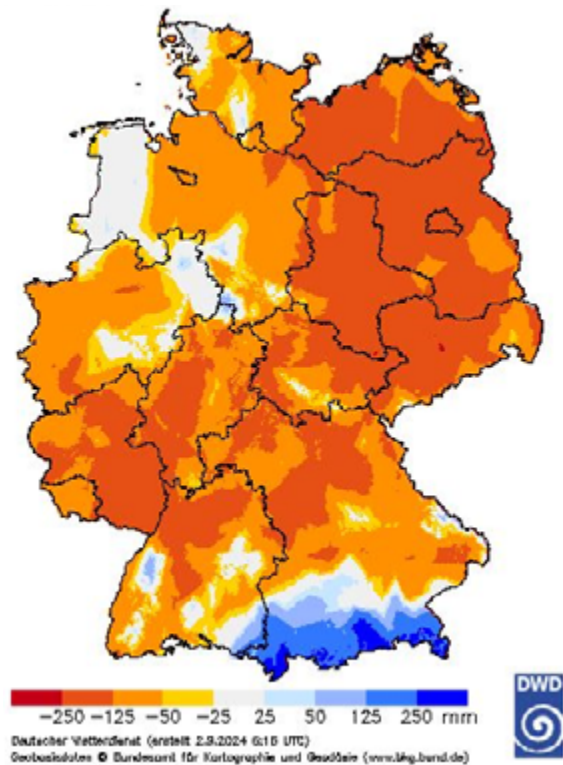 -250 -125 -50 -25 25 50 125 250 mm
DWD
Deutscher Wetterdienst (erstellt 2.9.2024 6:16 UTC)
Geobasisdaten © Bundesamt für Kartographie und Geodäsie (www.bkg.bund.de)